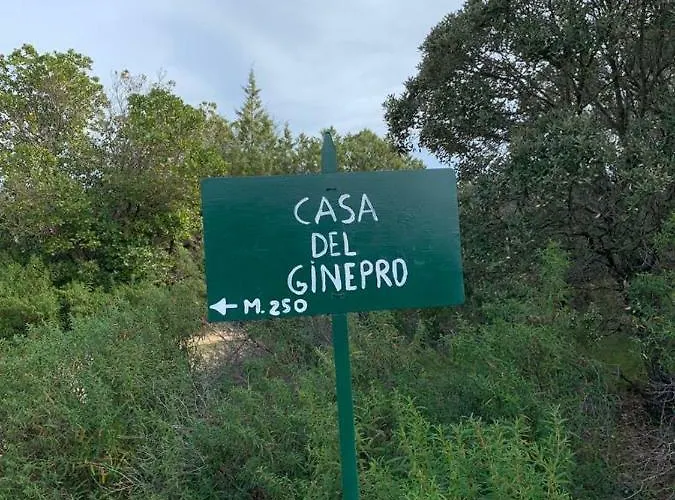 CASA
DEL
GINEPRO
M. 250